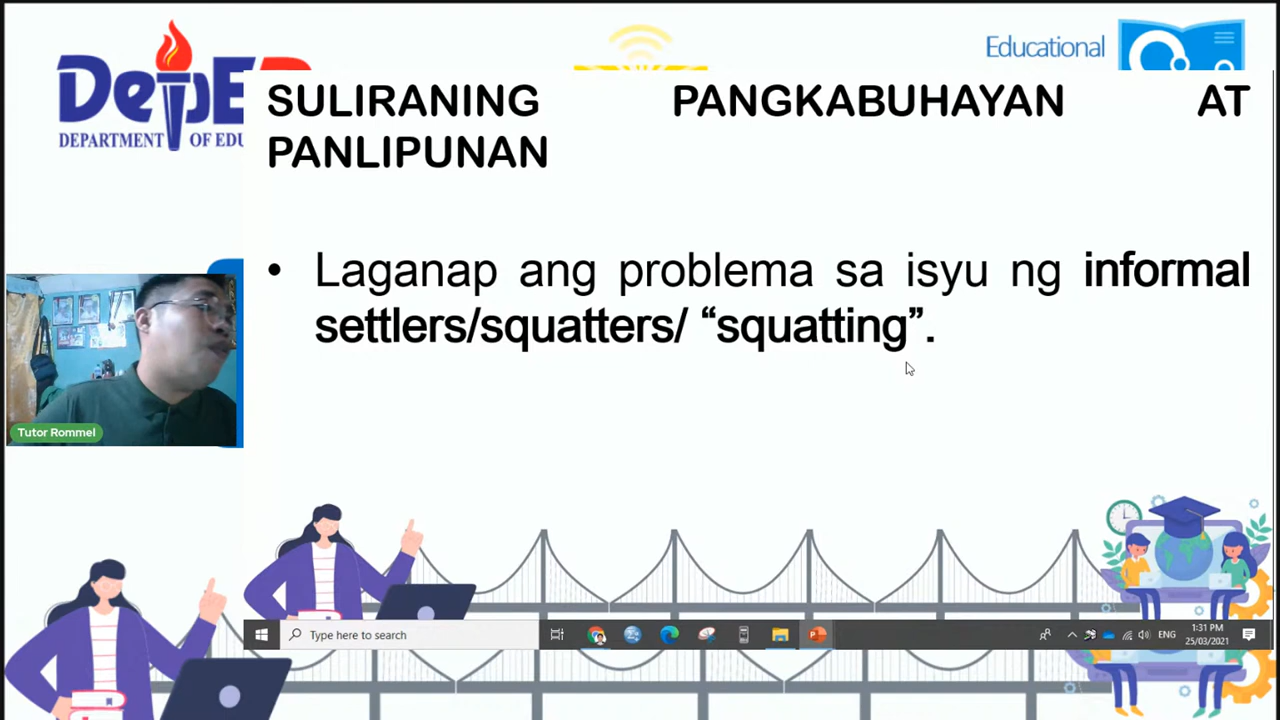 DepE
DEPARTMENT OF EDU
Educational
SULIRANING PANGKABUHAYAN AT
PANLIPUNAN
• Laganap ang problema sa isyu ng informal
settlers/squatters/ “squatting”.
Tutor Rommel
Type here to search
ENG
1:31 PM
25/03/2021